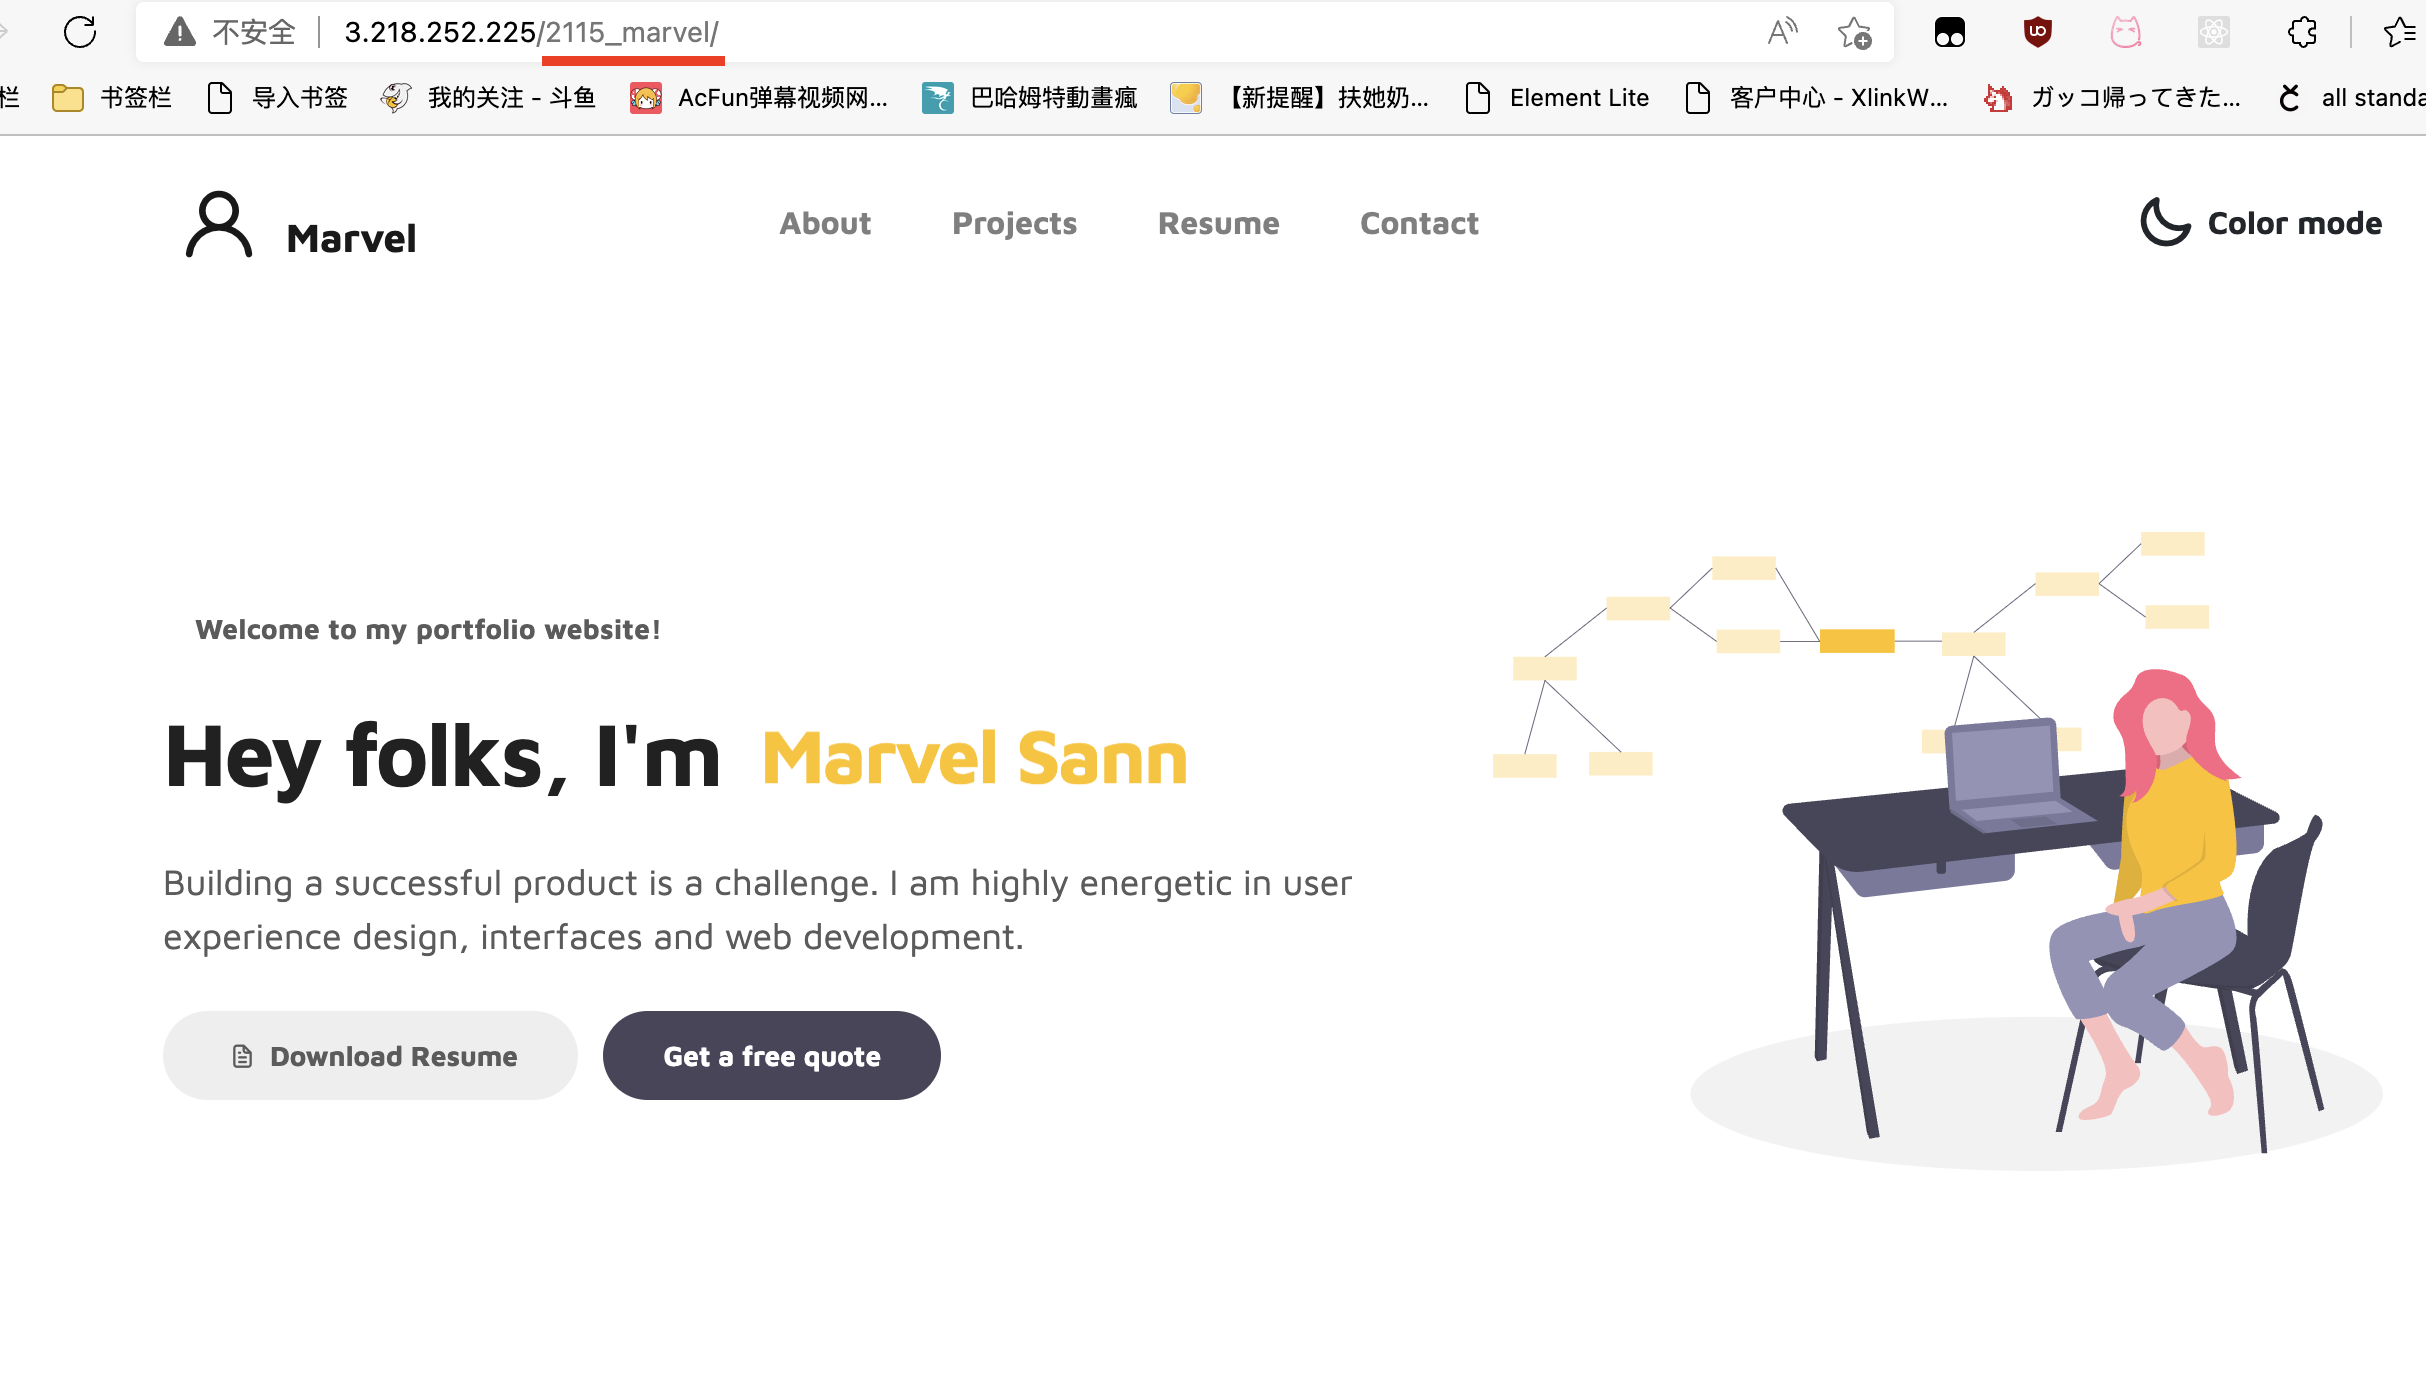 不安全 3.218.252.225/2115_marvel/
栏 书签栏 导入书签 我的关注 - 斗鱼 AcFun弹幕视频网... 巴哈姆特動畫瘋 【新提醒】扶她奶... Element Lite 客户中心 - XlinkW... ガッコ帰ってきた... all standa
Marvel About Projects Resume Contact Color mode
Welcome to my portfolio website!
Hey folks, I'm Marvel Sann
Building a successful product is a challenge. I am highly energetic in user
experience design, interfaces and web development.
Download Resume Get a free quote